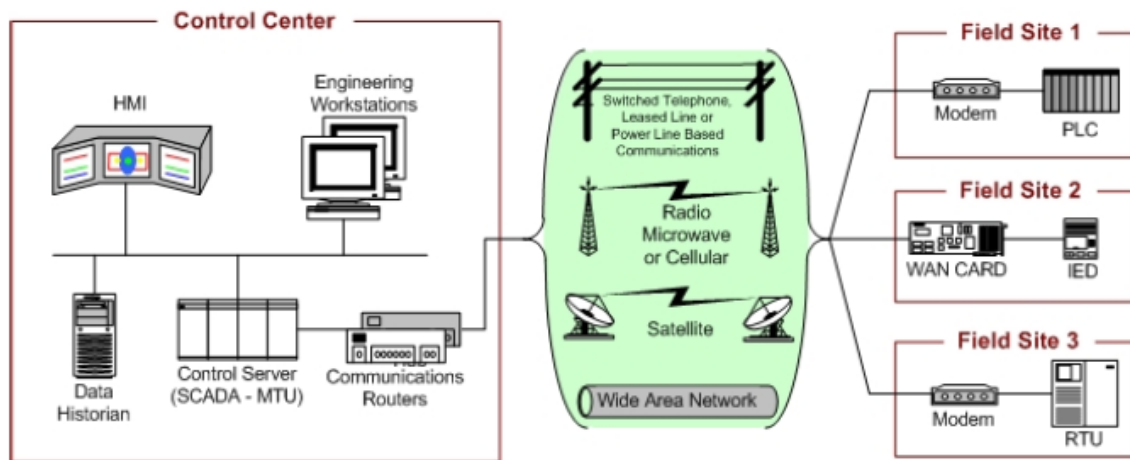 Control Center
HMI
Engineering
Workstations
Data
Historian
Control Server
(SCADA - MTU)
Communications
Routers
Switched Telephone,
Leased Line or
Power Line Based
Communications
Radio
Microwave
or Cellular
Satellite
Wide Area Network
Field Site 1
Modem
PLC
Field Site 2
WAN CARD
IED
Field Site 3
Modem
RTU